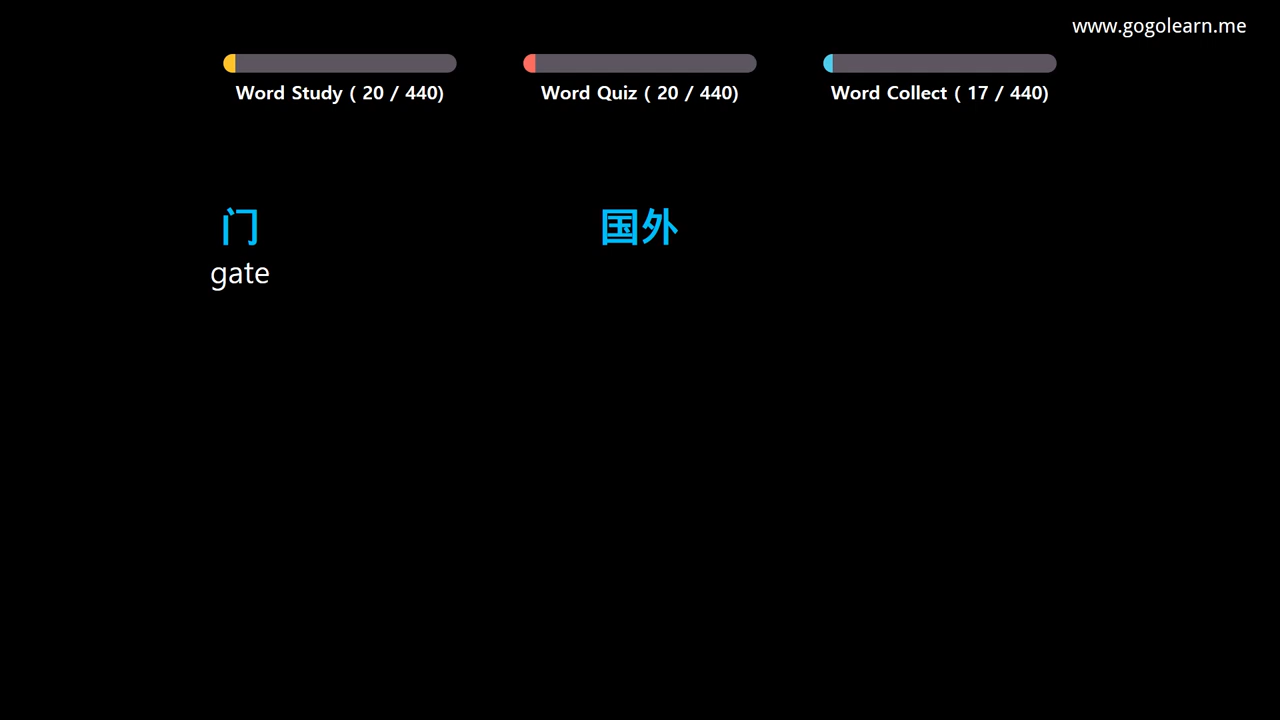 www.gogolearn.me
Word Study ( 20 / 440)
Word Quiz ( 20 / 440)
Word Collect ( 17 / 440)
门
国外
gate